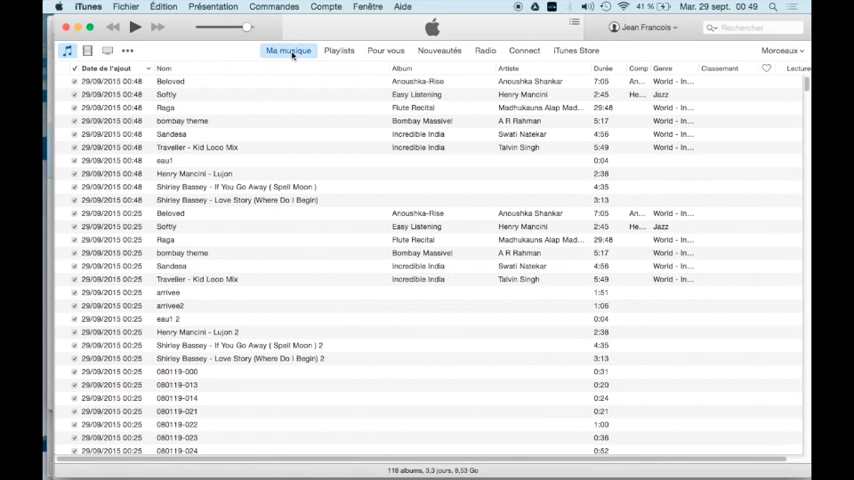 iTunes Fichier Édition Présentation Commandes Compte Fenêtre Aide 41 % Mar. 29 sept. 00 49
Jean Francois Rechercher
Ma musique Playlists Pour vous Nouveautés Radio Connect iTunes Store Morceaux
Date de l'ajout Nom Album Artiste Durée Comp Genre Classement Lecture
29/09/2015 00:48 Beloved Anoushka-Rise Anoushka Shankar 7:05 An... World - In...
29/09/2015 00:48 Softly Easy Listening Henry Mancini 2:45 He... Jazz
29/09/2015 00:48 Raga Flute Recital Madhukauns Alap Mad... 29:48 World - In...
29/09/2015 00:48 bombay theme Bombay Massive! A R Rahman 5:17 An... World - In...
29/09/2015 00:48 Sandesa Incredible India Swati Natekar 4:56 World - In...
29/09/2015 00:48 Traveller - Kid Loco Mix Incredible India Talvin Singh 5:49 World - In...
29/09/2015 00:48 eau1 0:04
29/09/2015 00:48 Henry Mancini - Lujon 2:38
29/09/2015 00:48 Shirley Bassey - If You Go Away ( Spell Moon ) 4:35
29/09/2015 00:48 Shirley Bassey - Love Story (Where Do I Begin) 3:13
29/09/2015 00:25 Beloved Anoushka-Rise Anoushka Shankar 7:05 An... World - In...
29/09/2015 00:25 Softly Easy Listening Henry Mancini 2:45 He... Jazz
29/09/2015 00:25 Raga Flute Recital Madhukauns Alap Mad... 29:48 World - In...
29/09/2015 00:25 bombay theme Bombay Massive! A R Rahman 5:17 An... World - In...
29/09/2015 00:25 Sandesa Incredible India Swati Natekar 4:56 World - In...
29/09/2015 00:25 Traveller - Kid Loco Mix Incredible India Talvin Singh 5:49 World - In...
29/09/2015 00:25 arrivee 1:51
29/09/2015 00:25 arrivee2 1:06
29/09/2015 00:25 eau1 2 0:04
29/09/2015 00:25 Henry Mancini - Lujon 2 2:38
29/09/2015 00:25 Shirley Bassey - If You Go Away ( Spell Moon ) 2 4:35
29/09/2015 00:25 Shirley Bassey - Love Story (Where Do I Begin) 2 3:13
29/09/2015 00:25 080119-000 0:31
29/09/2015 00:25 080119-013 0:20
29/09/2015 00:25 080119-014 0:24
29/09/2015 00:25 080119-021 0:21
29/09/2015 00:25 080119-022 1:00
29/09/2015 00:25 080119-023 0:36
29/09/2015 00:25 080119-024 0:52
116 albums, 3,3 jours, 8,53 Go